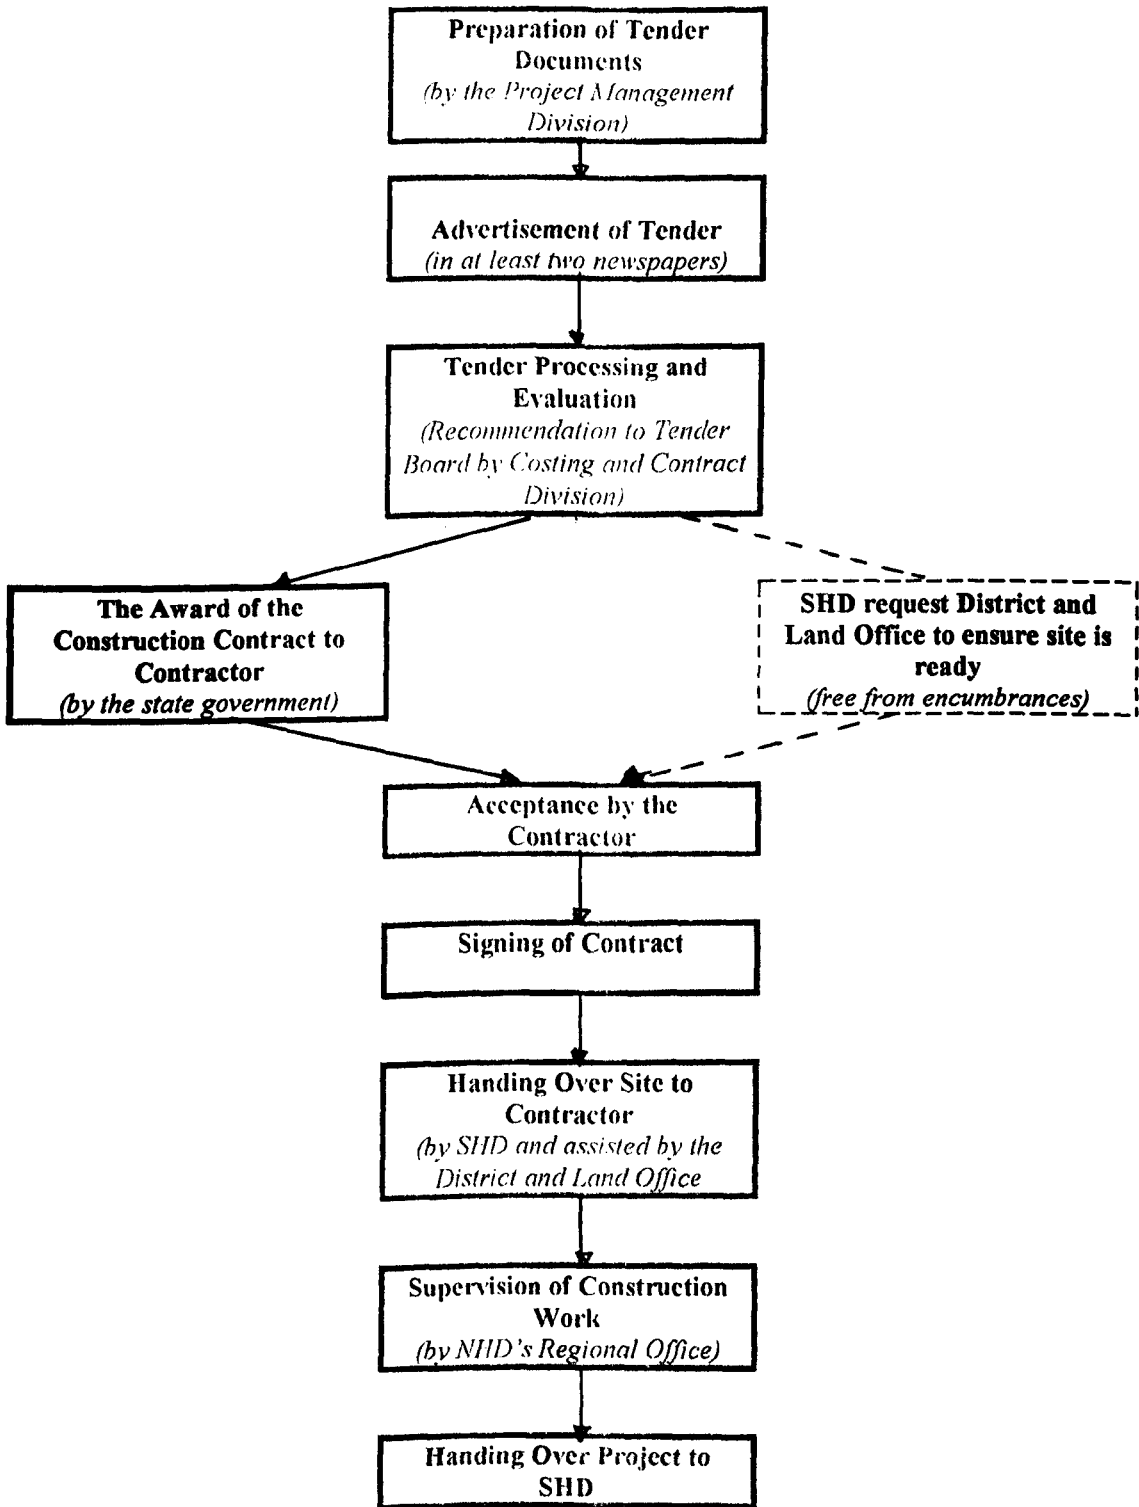 Preparation of Tender
Documents
(by the Project Management
Division)
Advertisement of Tender
(in at least two newspapers)
Tender Processing and
Evaluation
(Recommendation to Tender
Board by Costing and Contract
Division)
The Award of the
Construction Contract to
Contractor
(by the state government)
SHD request District and
Land Office to ensure site is
ready
(free from encumbrances)
Acceptance by the
Contractor
Signing of Contract
Handing Over Site to
Contractor
(by SHD and assisted by the
District and Land Office
Supervision of Construction
Work
(by NHD's Regional Office)
Handing Over Project to
SHD